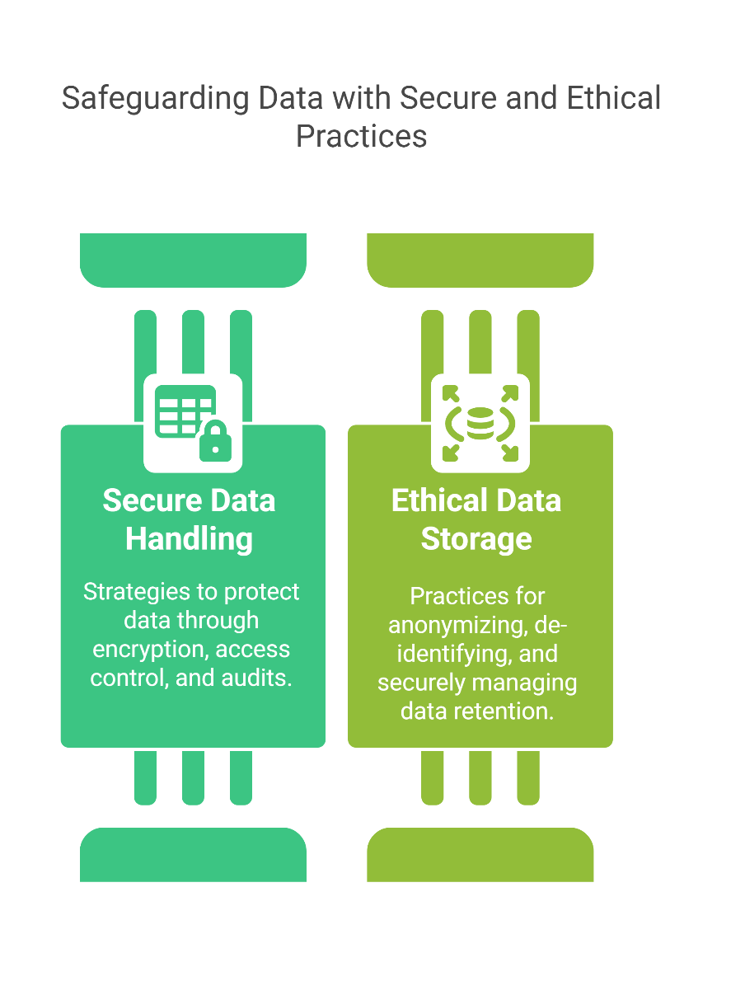 Safeguarding Data with Secure and Ethical
Practices
Secure Data
Handling
Strategies to protect
data through
encryption, access
control, and audits.
Ethical Data
Storage
Practices for
anonymizing, de-
identifying, and
securely managing
data retention.